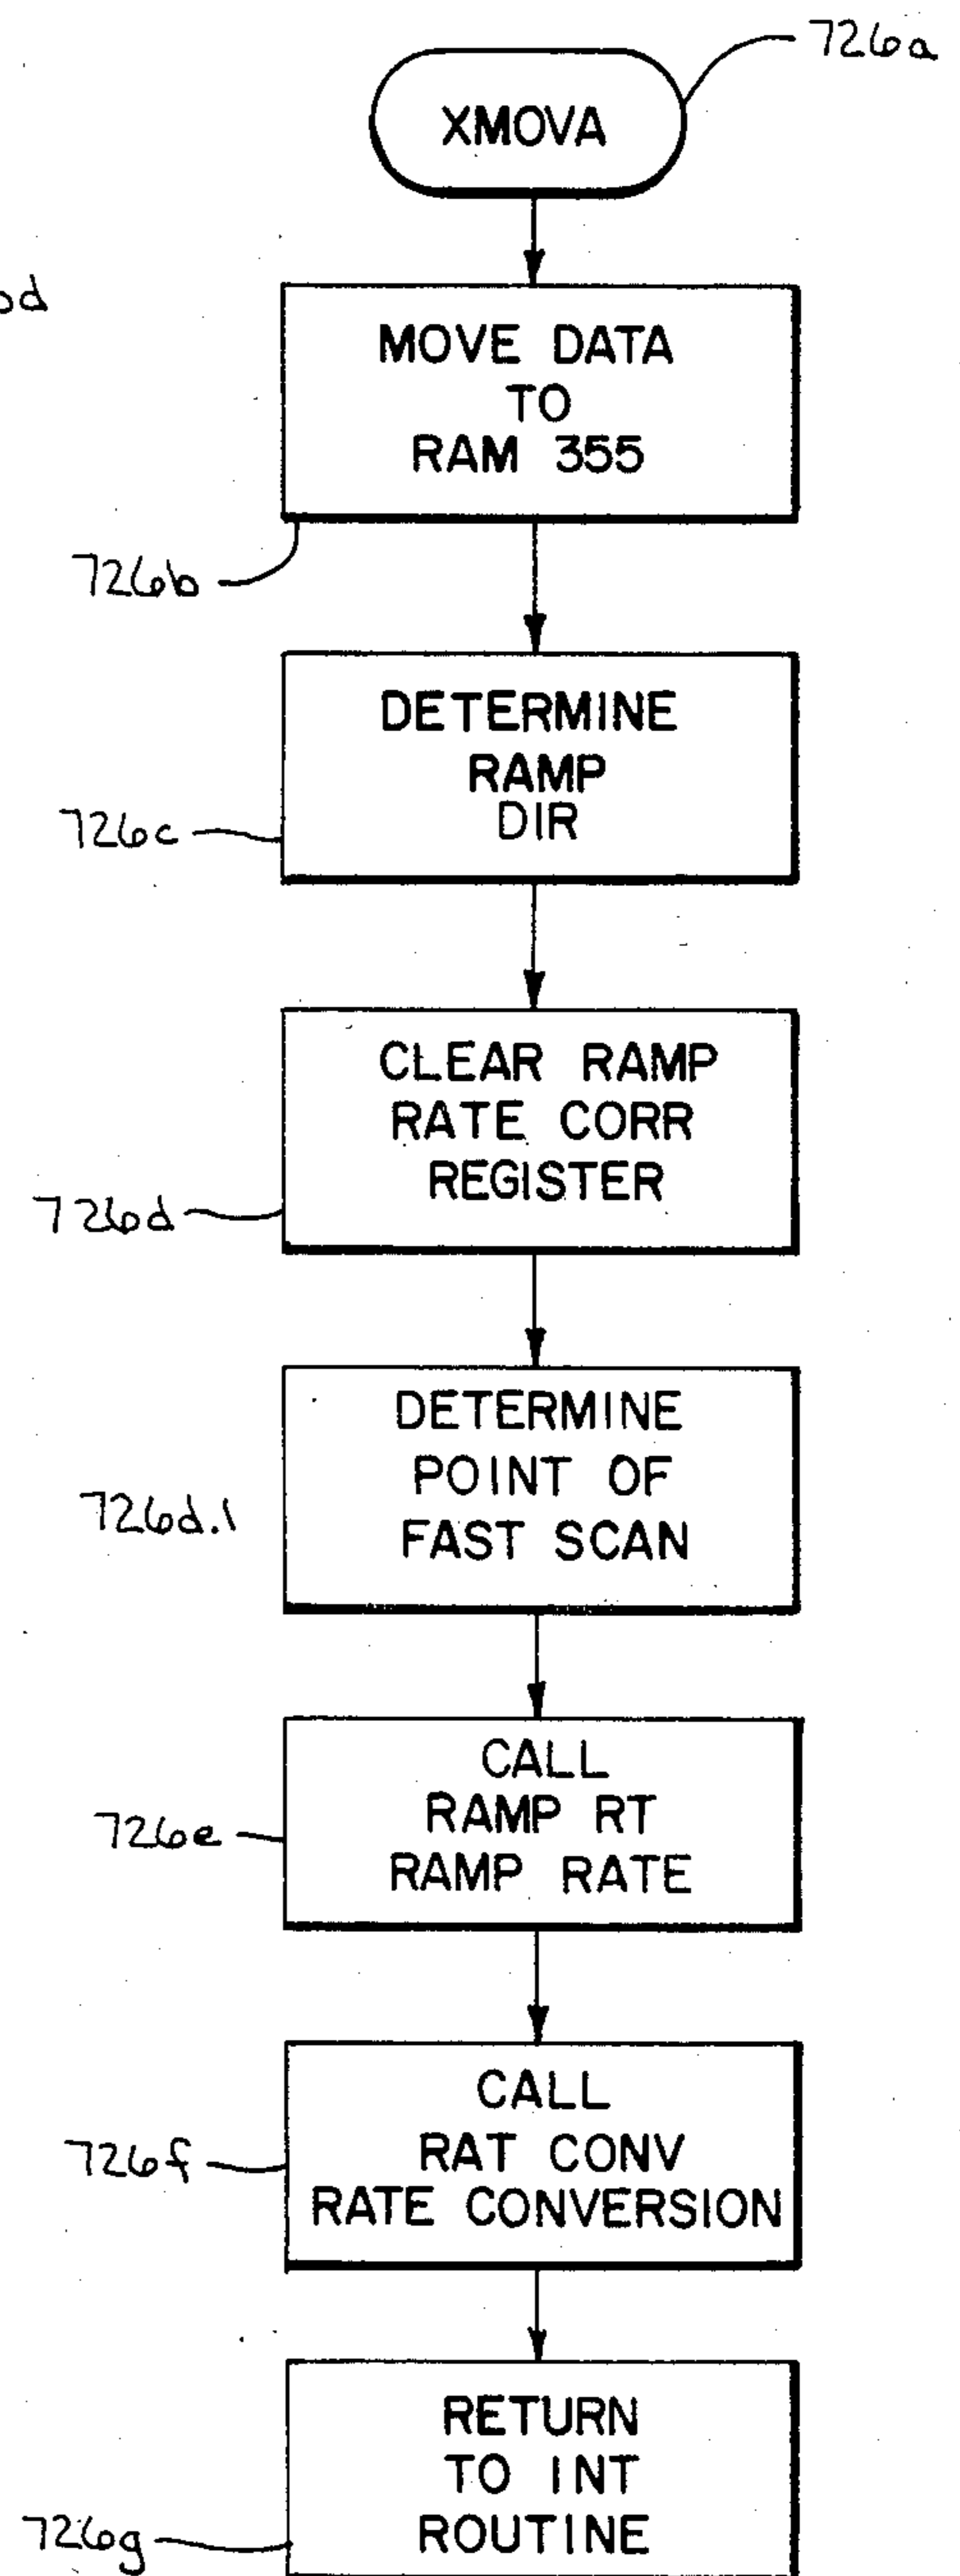 726a
XMOVA
MOVE DATA
TO
RAM 355
726b
DETERMINE
RAMP
DIR
726c
CLEAR RAMP
RATE CORR
REGISTER
726d
DETERMINE
POINT OF
FAST SCAN
726d.1
CALL
RAMP RT
RAMP RATE
726e
CALL
RAT CONV
RATE CONVERSION
726f
RETURN
TO INT
ROUTINE
726g